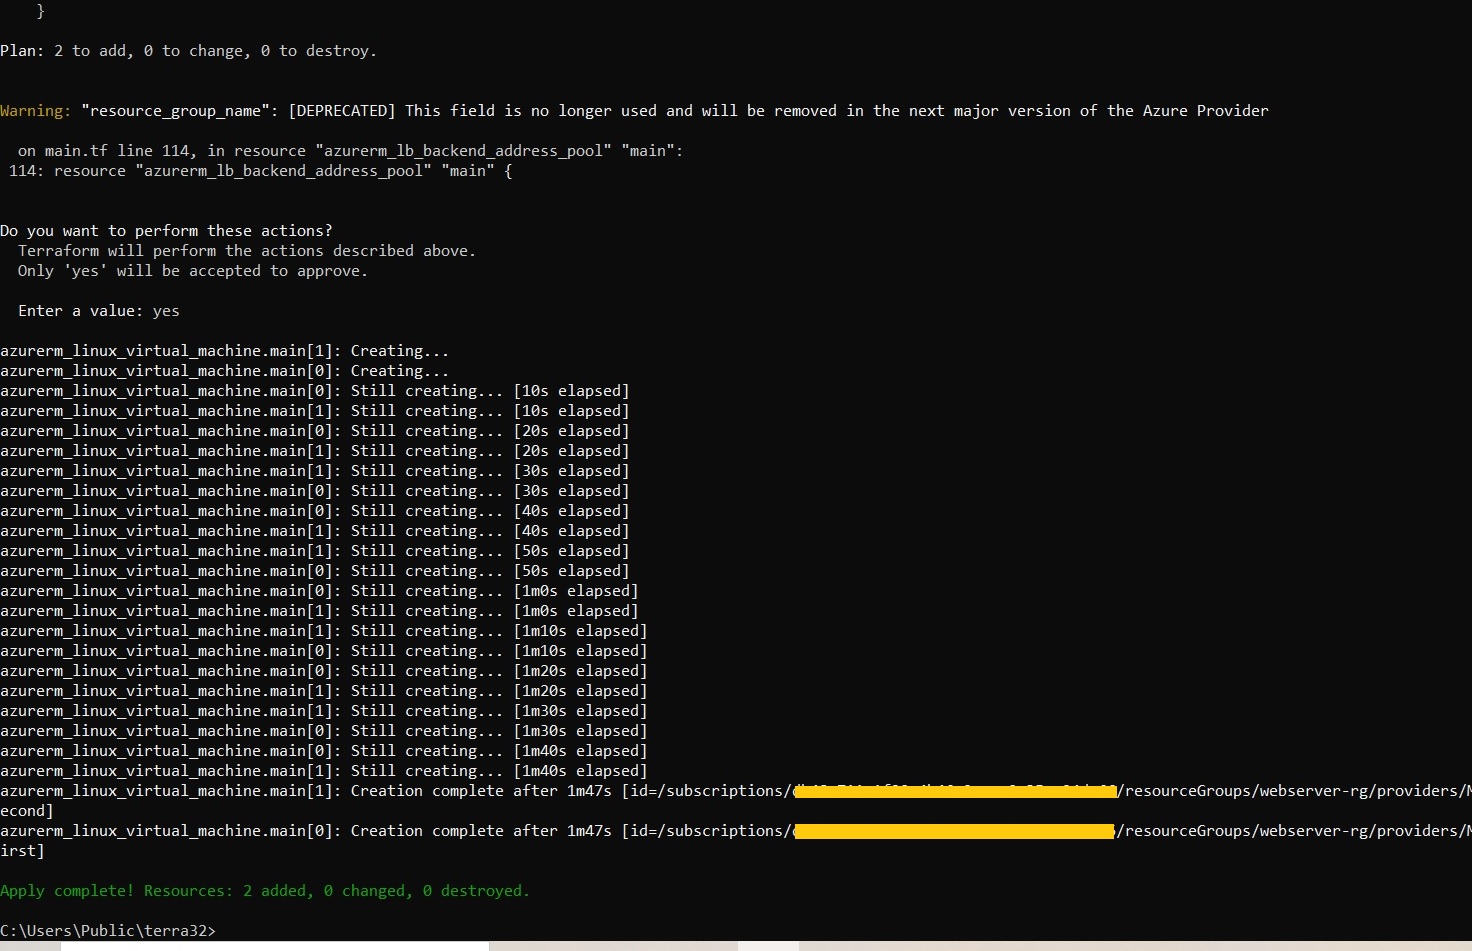 }
Plan: 2 to add, 0 to change, 0 to destroy.
Warning: "resource_group_name": [DEPRECATED] This field is no longer used and will be removed in the next major version of the Azure Provider
on main.tf line 114, in resource "azurerm_lb_backend_address_pool" "main":
114: resource "azurerm_lb_backend_address_pool" "main" {
Do you want to perform these actions?
Terraform will perform the actions described above.
Only 'yes' will be accepted to approve.
Enter a value: yes
azurerm_linux_virtual_machine.main[1]: Creating...
azurerm_linux_virtual_machine.main[0]: Creating...
azurerm_linux_virtual_machine.main[0]: Still creating... [10s elapsed]
azurerm_linux_virtual_machine.main[1]: Still creating... [10s elapsed]
azurerm_linux_virtual_machine.main[0]: Still creating... [20s elapsed]
azurerm_linux_virtual_machine.main[1]: Still creating... [20s elapsed]
azurerm_linux_virtual_machine.main[1]: Still creating... [30s elapsed]
azurerm_linux_virtual_machine.main[0]: Still creating... [30s elapsed]
azurerm_linux_virtual_machine.main[0]: Still creating... [40s elapsed]
azurerm_linux_virtual_machine.main[1]: Still creating... [40s elapsed]
azurerm_linux_virtual_machine.main[1]: Still creating... [50s elapsed]
azurerm_linux_virtual_machine.main[0]: Still creating... [50s elapsed]
azurerm_linux_virtual_machine.main[0]: Still creating... [1m0s elapsed]
azurerm_linux_virtual_machine.main[1]: Still creating... [1m0s elapsed]
azurerm_linux_virtual_machine.main[1]: Still creating... [1m10s elapsed]
azurerm_linux_virtual_machine.main[0]: Still creating... [1m10s elapsed]
azurerm_linux_virtual_machine.main[0]: Still creating... [1m20s elapsed]
azurerm_linux_virtual_machine.main[1]: Still creating... [1m20s elapsed]
azurerm_linux_virtual_machine.main[1]: Still creating... [1m30s elapsed]
azurerm_linux_virtual_machine.main[0]: Still creating... [1m30s elapsed]
azurerm_linux_virtual_machine.main[0]: Still creating... [1m40s elapsed]
azurerm_linux_virtual_machine.main[1]: Still creating... [1m40s elapsed]
azurerm_linux_virtual_machine.main[1]: Creation complete after 1m47s [id=/subscriptions/ /resourceGroups/webserver-rg/providers/M
econd]
azurerm_linux_virtual_machine.main[0]: Creation complete after 1m47s [id=/subscriptions/ /resourceGroups/webserver-rg/providers/M
irst]
Apply complete! Resources: 2 added, 0 changed, 0 destroyed.
C:\Users\Public\terra32>